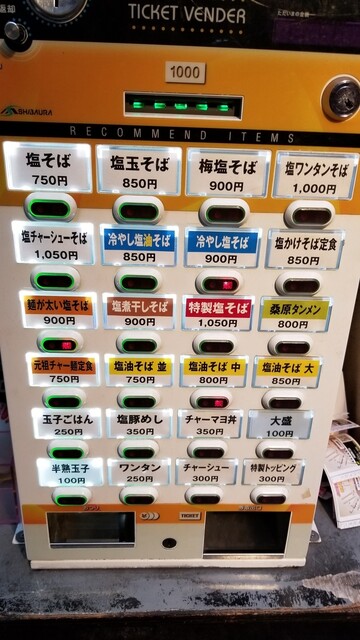 返却
TICKET VENDER
ただいまの金額
1000
SHIBAURA
RECOMMEND ITEMS
塩そば
750円
塩玉そば
850円
梅塩そば
900円
塩ワンタンそば
1,000円
塩チャーシューそば
1,050円
冷やし塩油そば
850円
冷やし塩そば
900円
塩かけそば定食
850円
麺が太い塩そば
900円
塩煮干しそば
900円
特製塩そば
1,050円
桑原タンメン
800円
元祖チャー麺定食
750円
塩油そば 並
750円
塩油そば 中
800円
塩油そば 大
850円
玉子ごはん
250円
塩豚めし
350円
チャーマヨ丼
350円
大盛
100円
半熟玉子
100円
ワンタン
250円
チャーシュー
300円
特製トッピング
300円
TICKET